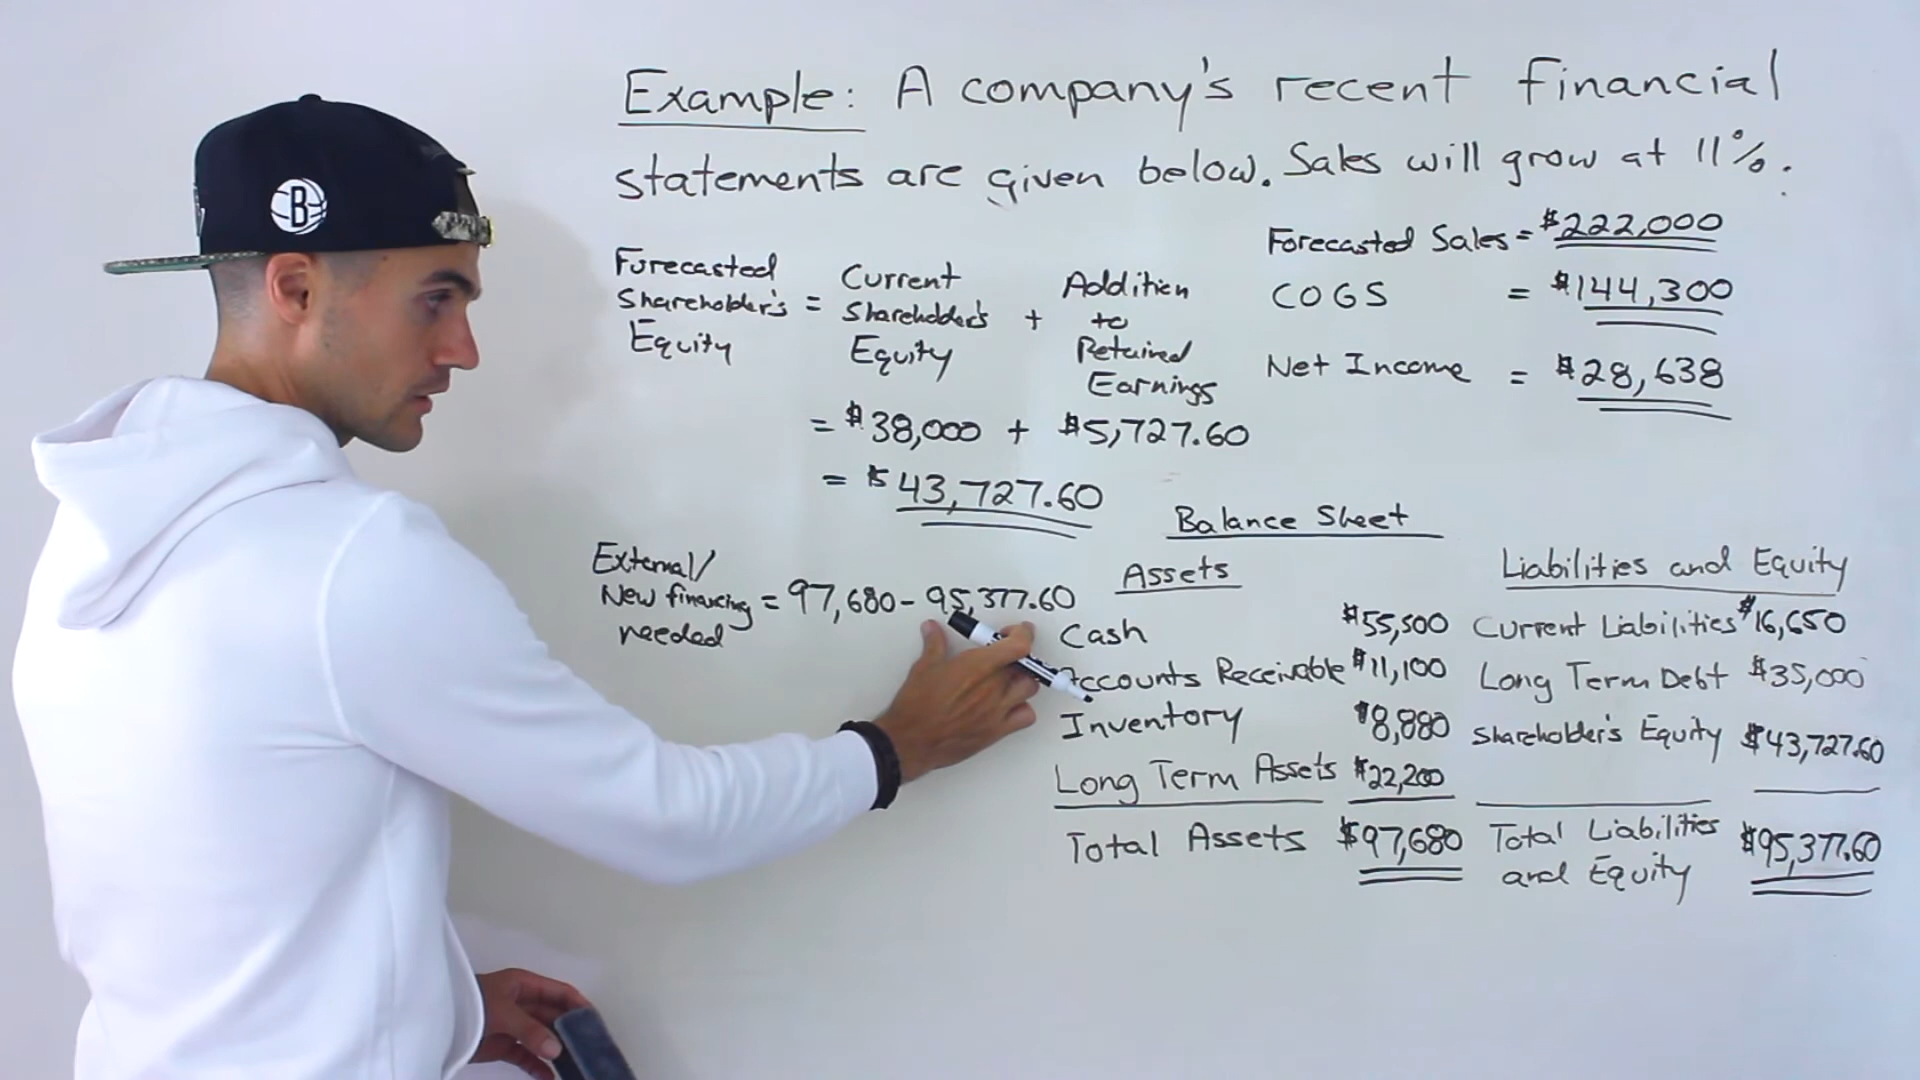 Example: A company's recent financial
statements are given below. Sales will grow at 11%.
Forecasted Sales = $222,000
COGS = $144,300
Net Income = $28,638
Forecasted Shareholder's Equity = Current Shareholder's Equity + Addition to Retained Earnings
= $38,000 + $5,727.60
= $43,727.60
External/
New financing = 97,680 - 95,377.60
needed
Balance Sheet
Assets
Cash $55,500
Accounts Receivable $11,100
Inventory $8,880
Long Term Assets $22,200
Total Assets $97,680
Liabilities and Equity
Current Liabilities $16,650
Long Term Debt $35,000
Shareholder's Equity $43,727.60
Total Liabilities
and Equity $95,377.60
B